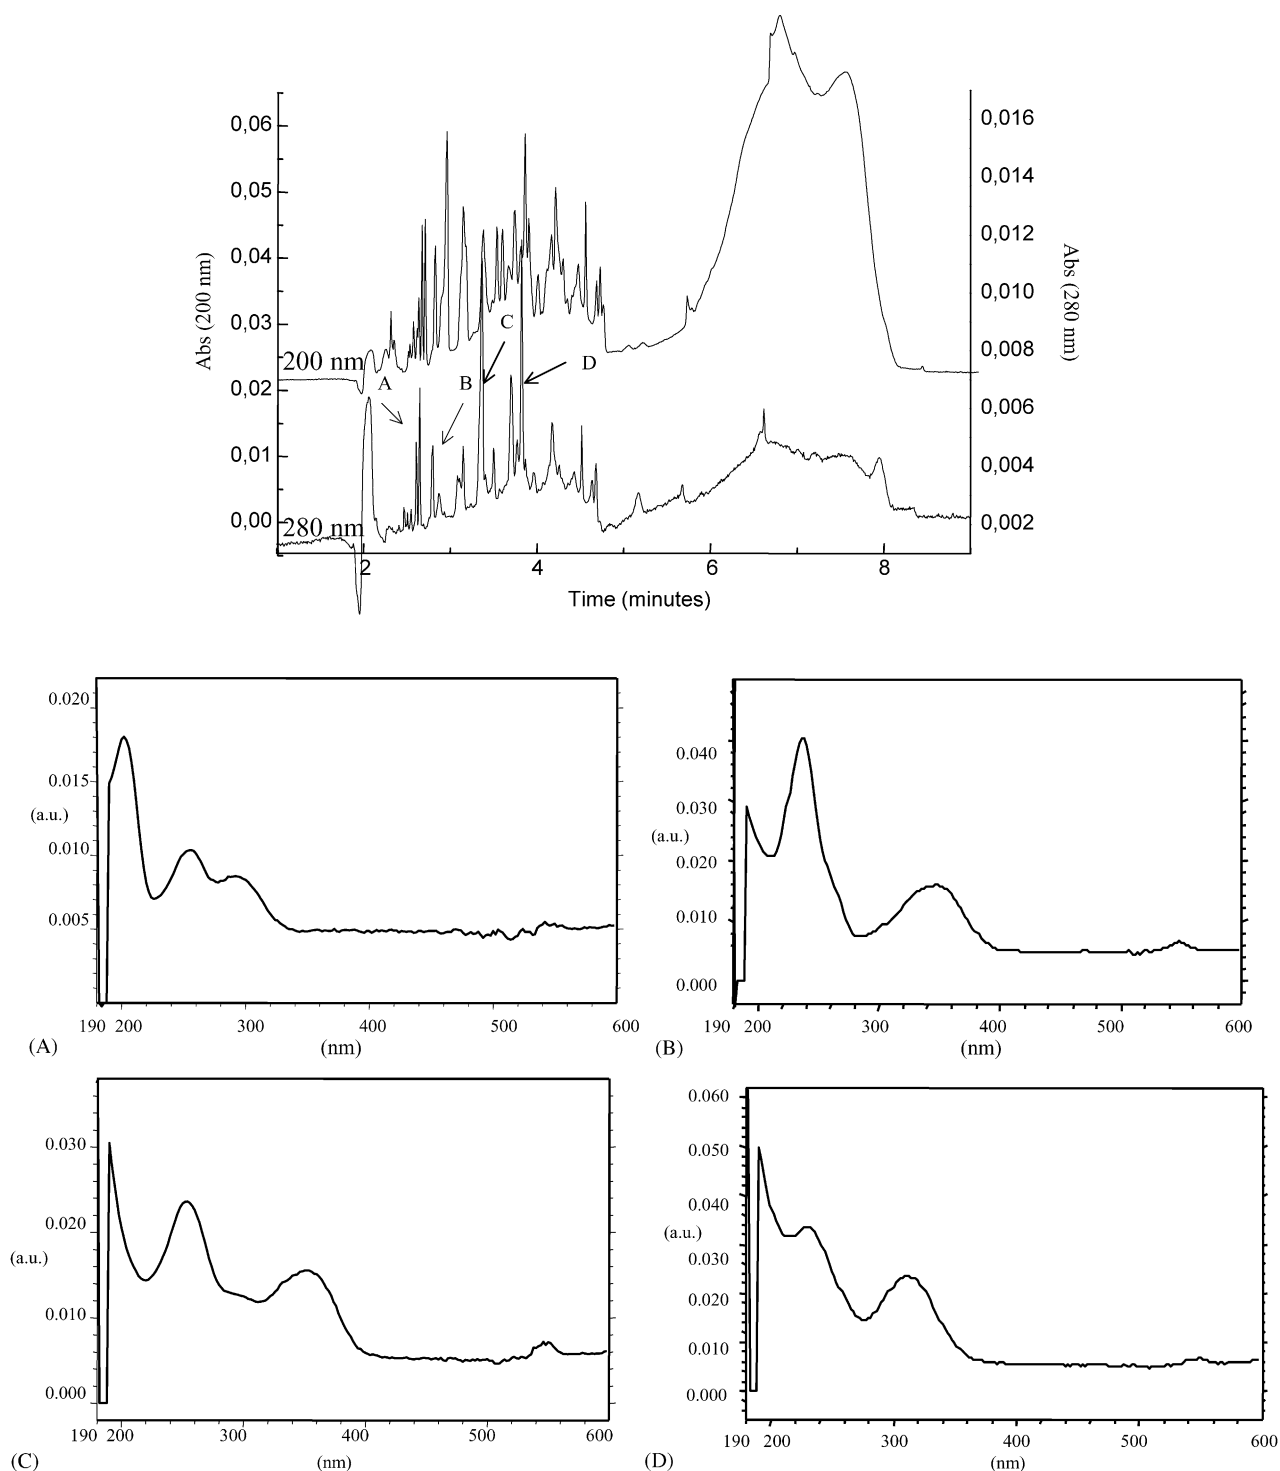 0,06
0,05
0,04
0,03
0,02
0,01
0,00
Abs (200 nm)
0,016
0,014
0,012
0,010
0,008
0,006
0,004
0,002
Abs (280 nm)
200 nm
280 nm
A
B
C
D
2 4 6 8
Time (minutes)
0.020
0.015
(a.u.)
0.010
0.005
190 200 300 400 500 600
(A) (nm)
0.040
0.030
(a.u.)
0.020
0.010
0.000
190 200 300 400 500 600
(B) (nm)
0.030
0.020
(a.u.)
0.010
0.000
190 200 300 400 500 600
(C) (nm)
0.060
0.050
0.040
(a.u.)
0.030
0.020
0.010
0.000
190 200 300 400 500 600
(D) (nm)